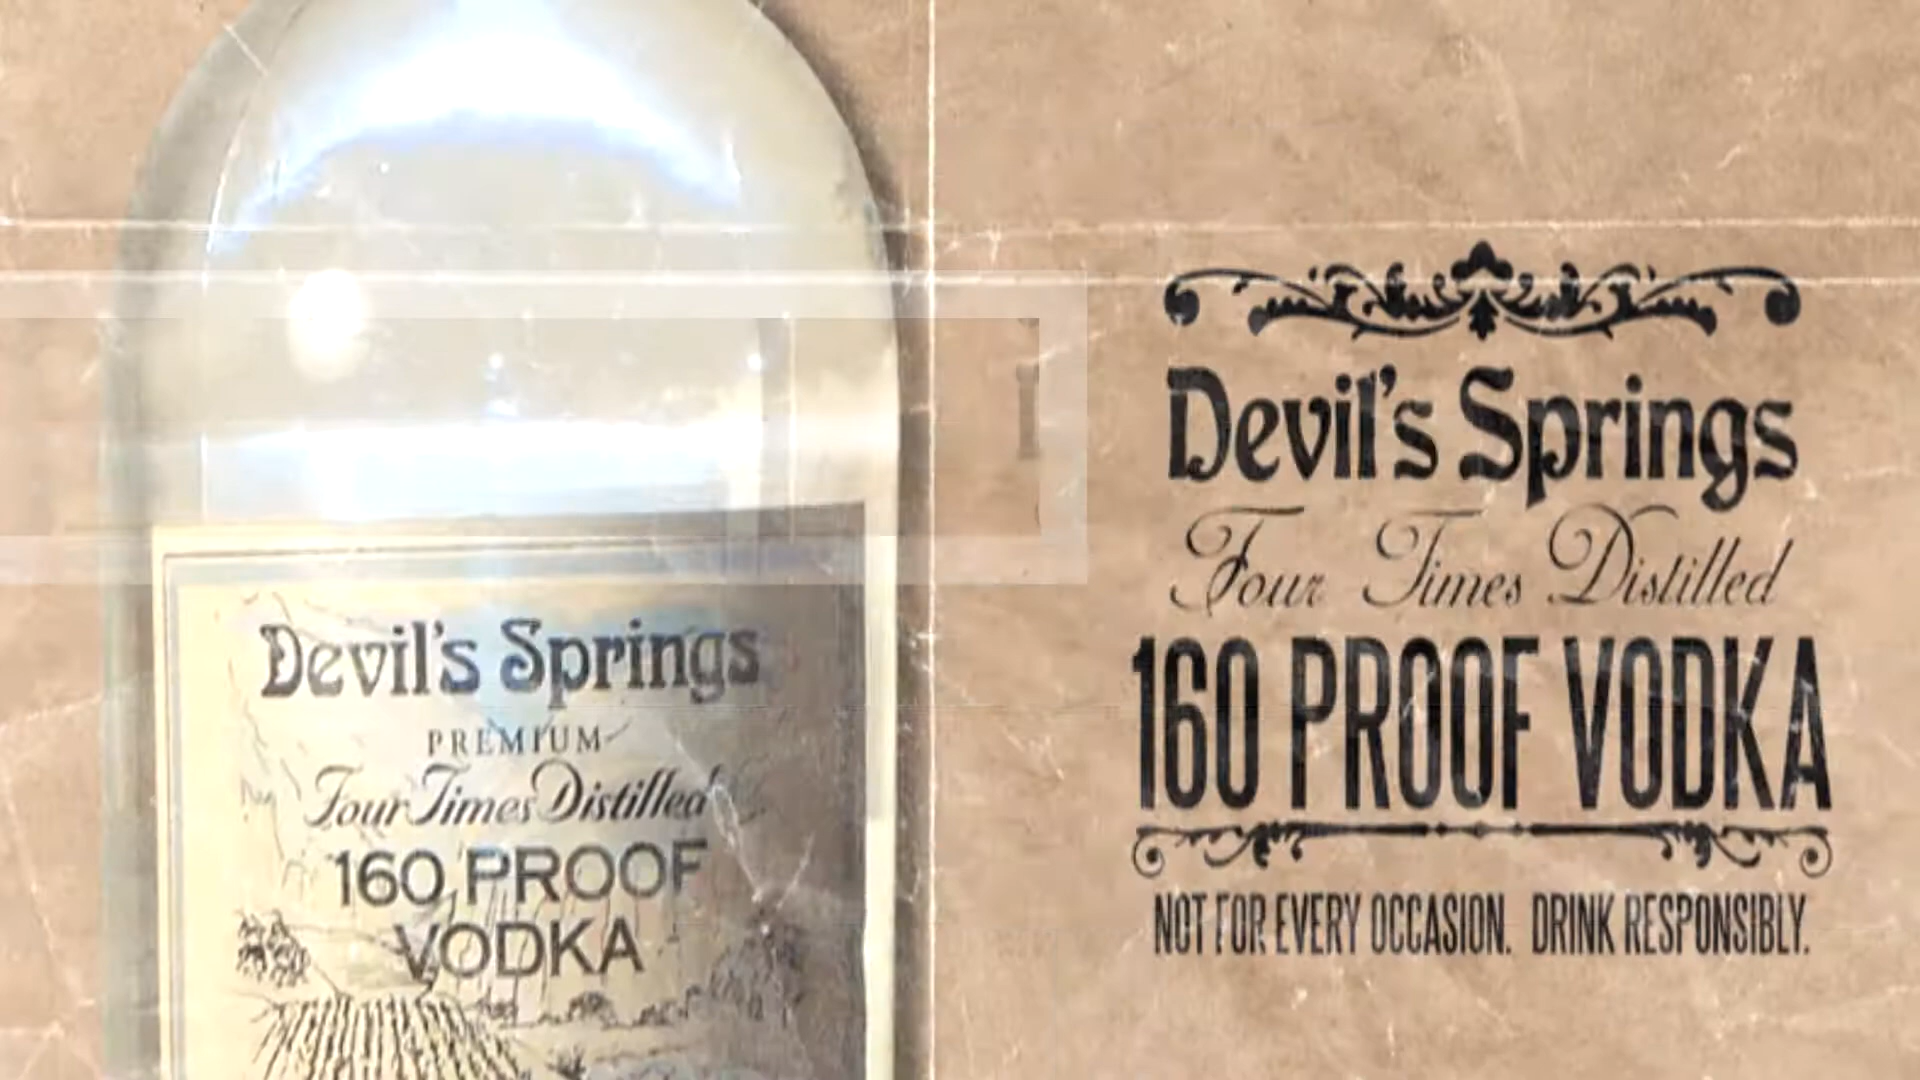 Devil's Springs
PREMIUM
Four Times Distilled
160 PROOF
VODKA
Devil's Springs
Four Times Distilled
160 PROOF VODKA
NOT FOR EVERY OCCASION. DRINK RESPONSIBLY.